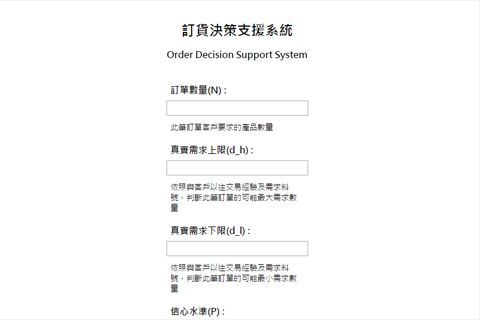 訂貨決策支援系統
Order Decision Support System
訂單數量(N) :
此筆訂單客戶要求的產品數量
真實需求上限(d_h) :
依照與客戶以往交易經驗及需求料
號，判斷此筆訂單的可能最大需求數
量
真實需求下限(d_l) :
依照與客戶以往交易經驗及需求料
號，判斷此筆訂單的可能最小需求數
量
信心水準(P) :